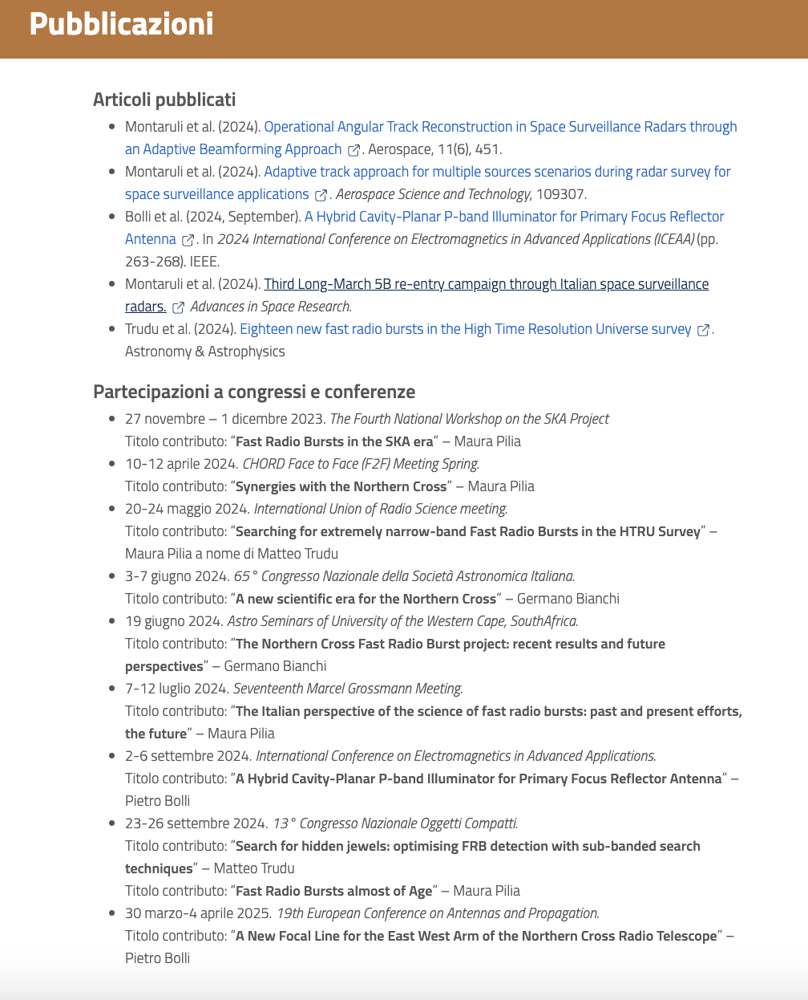 Pubblicazioni
Articoli pubblicati
Montaruli et al. (2024). Operational Angular Track Reconstruction in Space Surveillance Radars through
an Adaptive Beamforming Approach . Aerospace, 11(6), 451.
Montaruli et al. (2024). Adaptive track approach for multiple sources scenarios during radar survey for
space surveillance applications . Aerospace Science and Technology, 109307.
Bolli et al. (2024, September). A Hybrid Cavity-Planar P-band Illuminator for Primary Focus Reflector
Antenna . In 2024 International Conference on Electromagnetics in Advanced Applications (ICEAA) (pp.
263-268). IEEE.
Montaruli et al. (2024). Third Long-March 5B re-entry campaign through Italian space surveillance
radars. Advances in Space Research.
Trudu et al. (2024). Eighteen new fast radio bursts in the High Time Resolution Universe survey .
Astronomy & Astrophysics
Partecipazioni a congressi e conferenze
27 novembre – 1 dicembre 2023. The Fourth National Workshop on the SKA Project
Titolo contributo: “Fast Radio Bursts in the SKA era” – Maura Pilia
10-12 aprile 2024. CHORD Face to Face (F2F) Meeting Spring.
Titolo contributo: “Synergies with the Northern Cross” – Maura Pilia
20-24 maggio 2024. International Union of Radio Science meeting.
Titolo contributo: “Searching for extremely narrow-band Fast Radio Bursts in the HTRU Survey” –
Maura Pilia a nome di Matteo Trudu
3-7 giugno 2024. 65° Congresso Nazionale della Società Astronomica Italiana.
Titolo contributo: “A new scientific era for the Northern Cross” – Germano Bianchi
19 giugno 2024. Astro Seminars of University of the Western Cape, SouthAfrica.
Titolo contributo: “The Northern Cross Fast Radio Burst project: recent results and future
perspectives” – Germano Bianchi
7-12 luglio 2024. Seventeenth Marcel Grossmann Meeting.
Titolo contributo: “The Italian perspective of the science of fast radio bursts: past and present efforts,
the future” – Maura Pilia
2-6 settembre 2024. International Conference on Electromagnetics in Advanced Applications.
Titolo contributo: “A Hybrid Cavity-Planar P-band Illuminator for Primary Focus Reflector Antenna” –
Pietro Bolli
23-26 settembre 2024. 13° Congresso Nazionale Oggetti Compatti.
Titolo contributo: “Search for hidden jewels: optimising FRB detection with sub-banded search
techniques” – Matteo Trudu
Titolo contributo: “Fast Radio Bursts almost of Age” – Maura Pilia
30 marzo-4 aprile 2025. 19th European Conference on Antennas and Propagation.
Titolo contributo: “A New Focal Line for the East West Arm of the Northern Cross Radio Telescope” –
Pietro Bolli